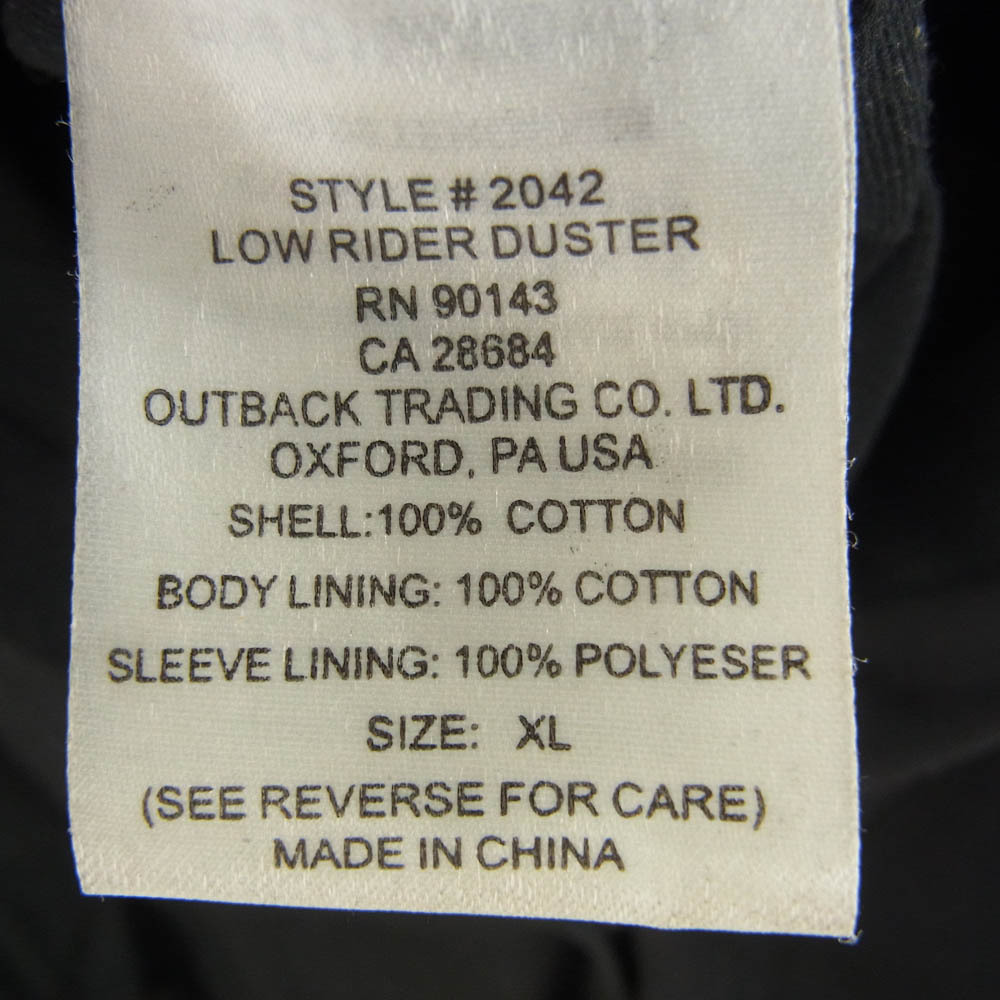 STYLE # 2042
LOW RIDER DUSTER
RN 90143
CA 28684
OUTBACK TRADING CO. LTD.
OXFORD, PA USA
SHELL:100% COTTON
BODY LINING: 100% COTTON
SLEEVE LINING: 100% POLYESER
SIZE: XL
(SEE REVERSE FOR CARE)
MADE IN CHINA